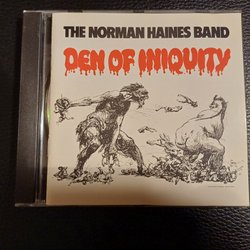 THE NORMAN HAINES BAND
DEN OF INIQUITY